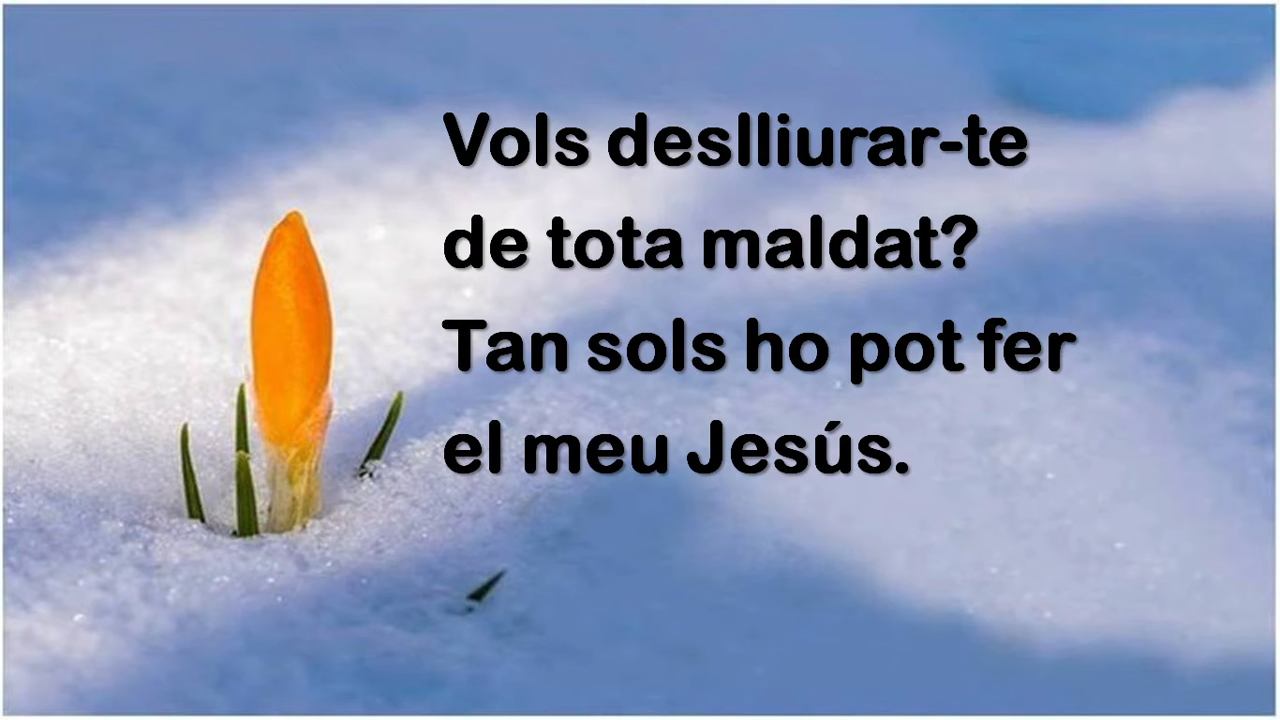 Vols deslliurar-te
de tota maldat?
Tan sols ho pot fer
el meu Jesús.